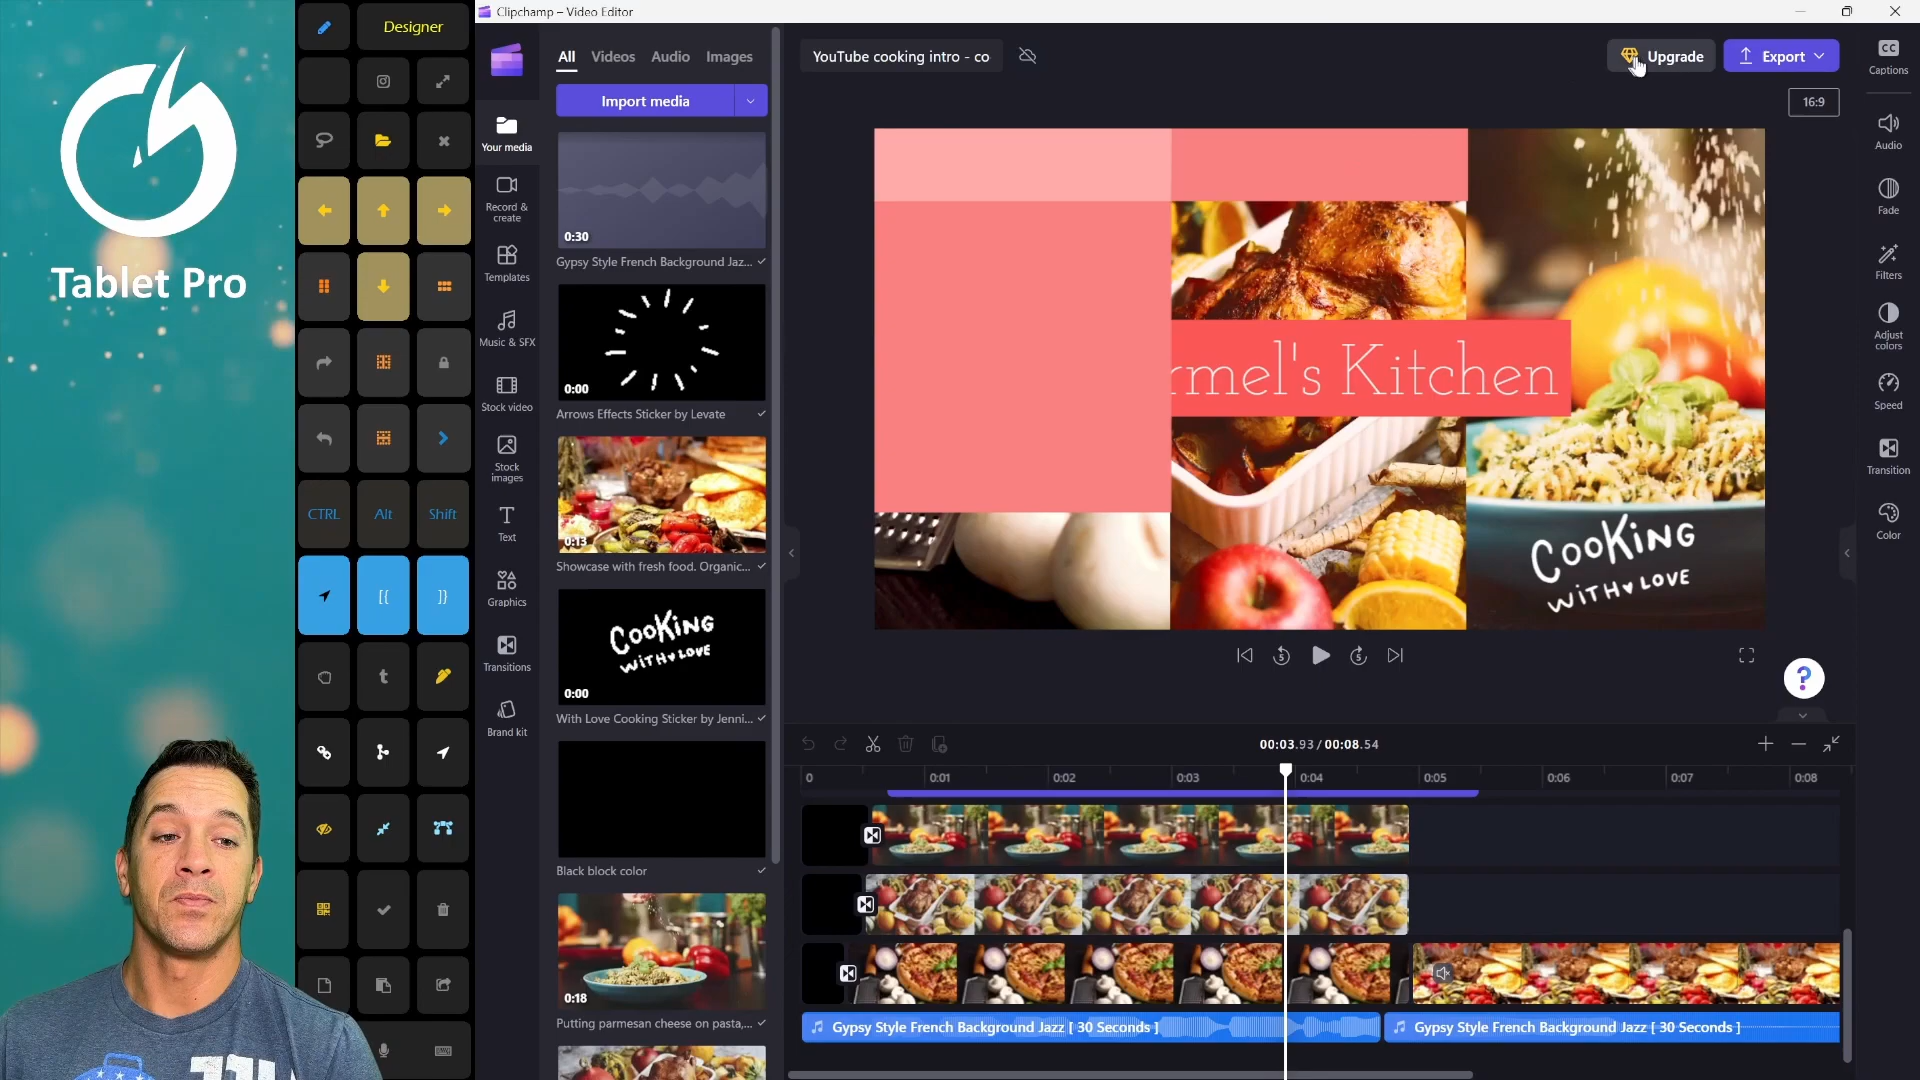 Clipchamp – Video Editor
Tablet Pro
Designer
CTRL Alt Shift
[{ ]}
t
Your media
Record &
create
Templates
Music & SFX
Stock video
Stock
images
Text
Graphics
Transitions
Brand kit
All Videos Audio Images
Import media
0:30
Gypsy Style French Background Jaz...
0:00
Arrows Effects Sticker by Levate
0:13
Showcase with fresh food. Organic...
COOKING
WITH LOVE
0:00
With Love Cooking Sticker by Jenni...
Black block color
0:18
Putting parmesan cheese on pasta,...
YouTube cooking intro - co
Upgrade
Export
16:9
rmel's Kitchen
COOKING
WITH LOVE
5 5
?
00:03.93 / 00:08.54
0 0:01 0:02 0:03 0:04 0:05 0:06 0:07 0:08
Gypsy Style French Background Jazz [ 30 Seconds ]
Gypsy Style French Background Jazz [ 30 Seconds ]
CC
Captions
Audio
Fade
Filters
Adjust
colors
Speed
Transition
Color